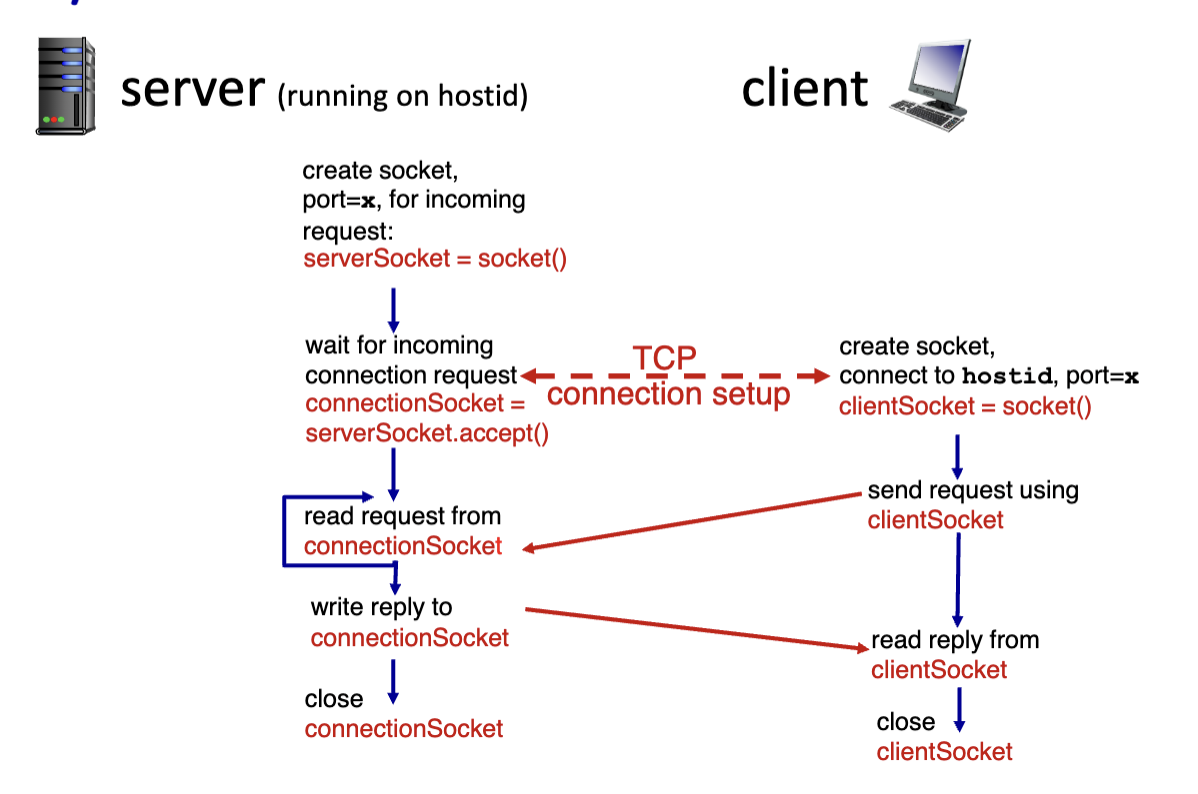 server (running on hostid)
client
create socket,
port=x, for incoming
request:
serverSocket = socket()
wait for incoming
connection request
connectionSocket =
serverSocket.accept()
TCP
connection setup
create socket,
connect to hostid, port=x
clientSocket = socket()
read request from
connectionSocket
send request using
clientSocket
write reply to
connectionSocket
read reply from
clientSocket
close
connectionSocket
close
clientSocket